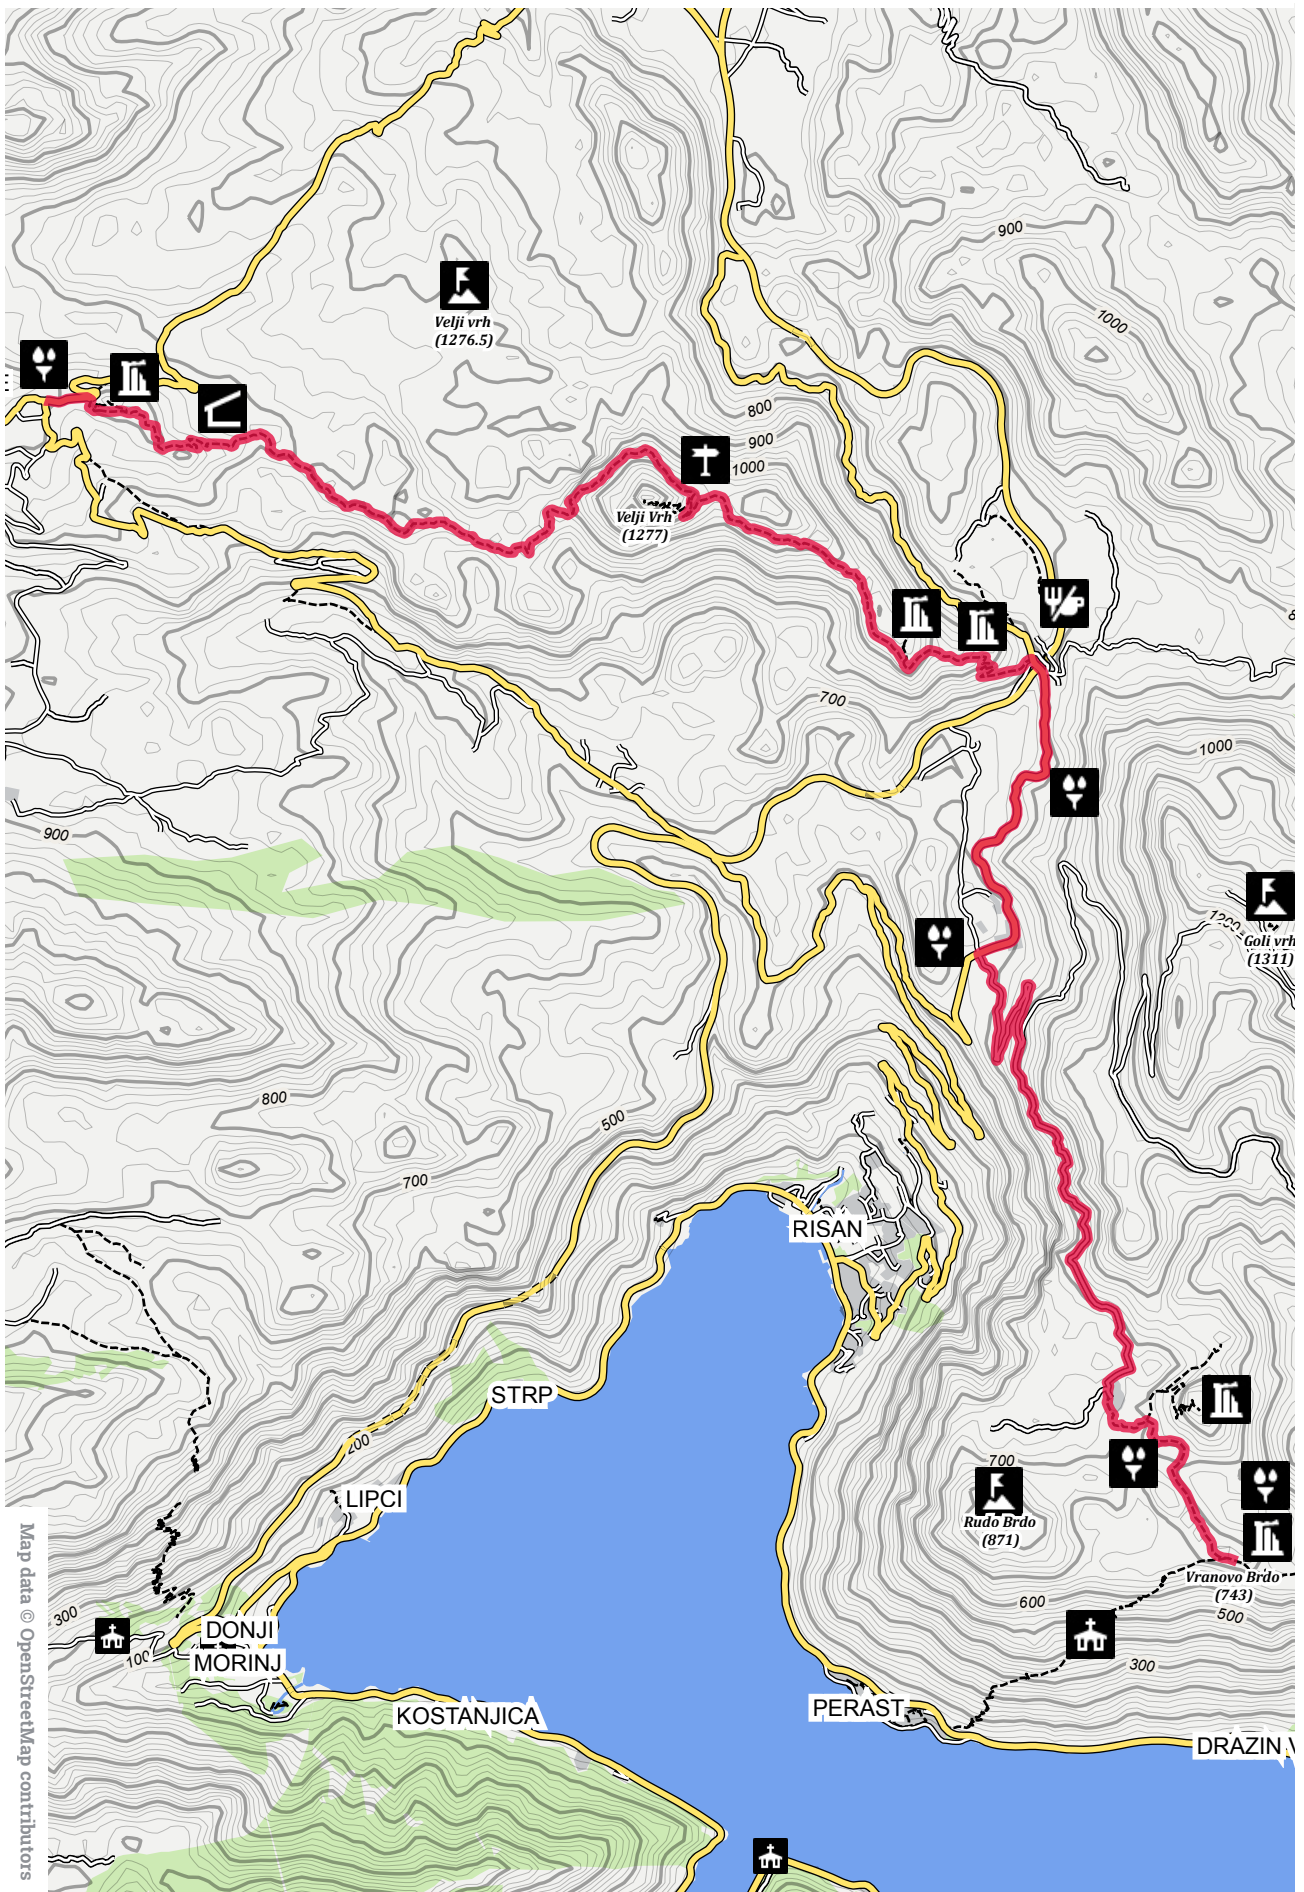 900
1000
Velji vrh
(1276.5)
800
900
1000
Velji Vrh
(1277)
700
1000
900
1200
Goli vrh
(1311)
800
500
700
RISAN
STRP
200
LIPCI
700
Rudo Brdo
(871)
Vranovo Brdo
(743)
600
500
300
DONJI
MORINJ
100
300
KOSTANJICA
PERAST
DRAZIN V
Map data © OpenStreetMap contributors